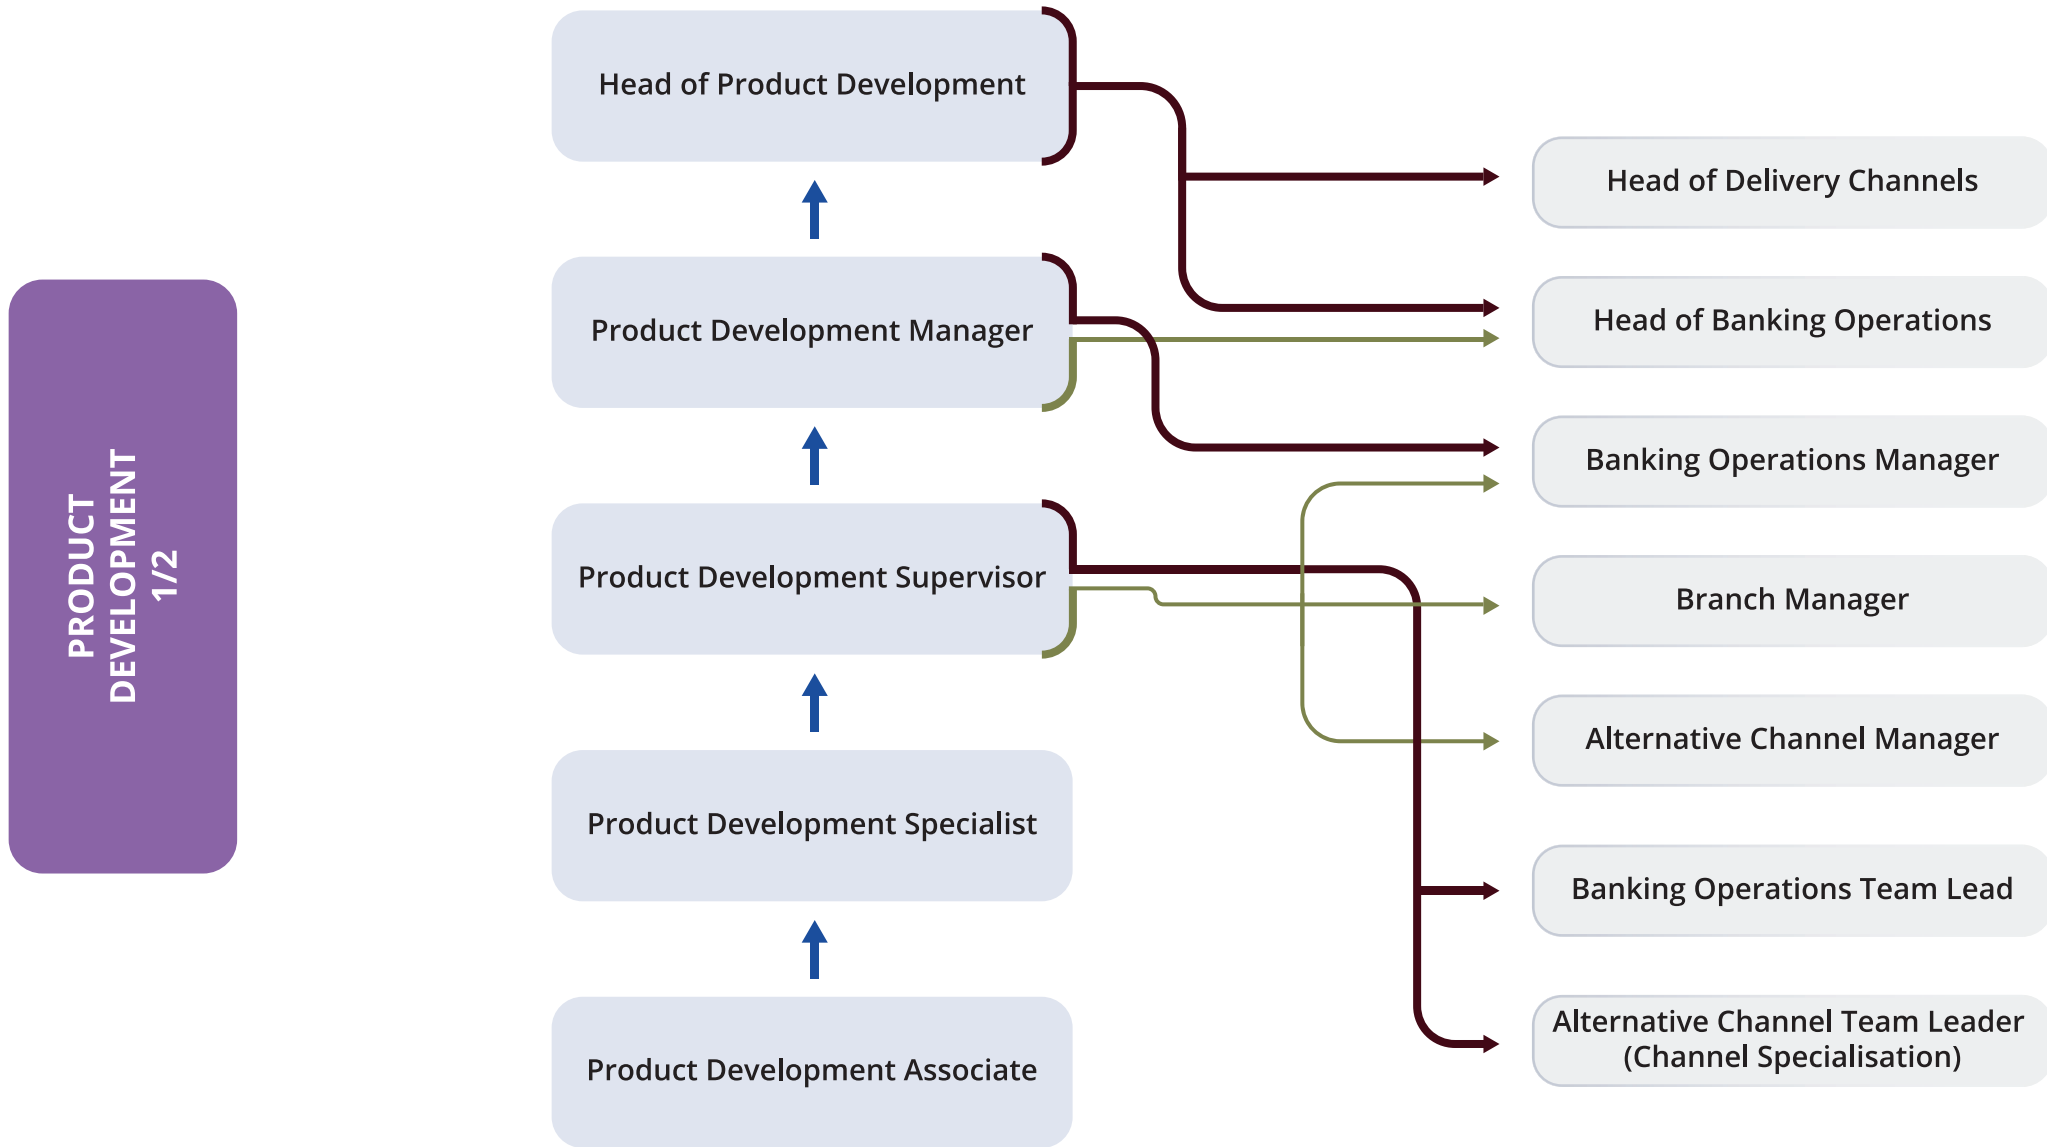 PRODUCT
DEVELOPMENT
1/2
Head of Product Development
Product Development Manager
Product Development Supervisor
Product Development Specialist
Product Development Associate
Head of Delivery Channels
Head of Banking Operations
Banking Operations Manager
Branch Manager
Alternative Channel Manager
Banking Operations Team Lead
Alternative Channel Team Leader
(Channel Specialisation)